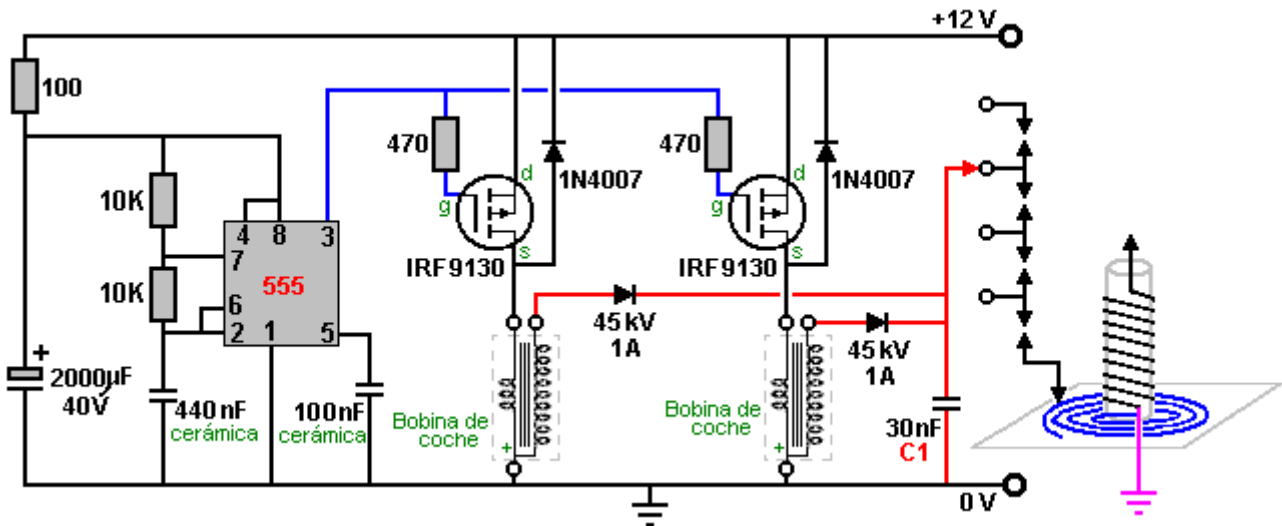 +12 V
100
470
470
d
d
1N4007
1N4007
10K
g
g
4 8 3
7
s
s
IRF9130
IRF9130
10K
555
6
2 1 5
45 kV
1A
45 kV
1A
+
2000µF
40V
440 nF
cerámica
100nF
cerámica
Bobina de
coche
+
Bobina de
coche
+
30nF
C1
0 V